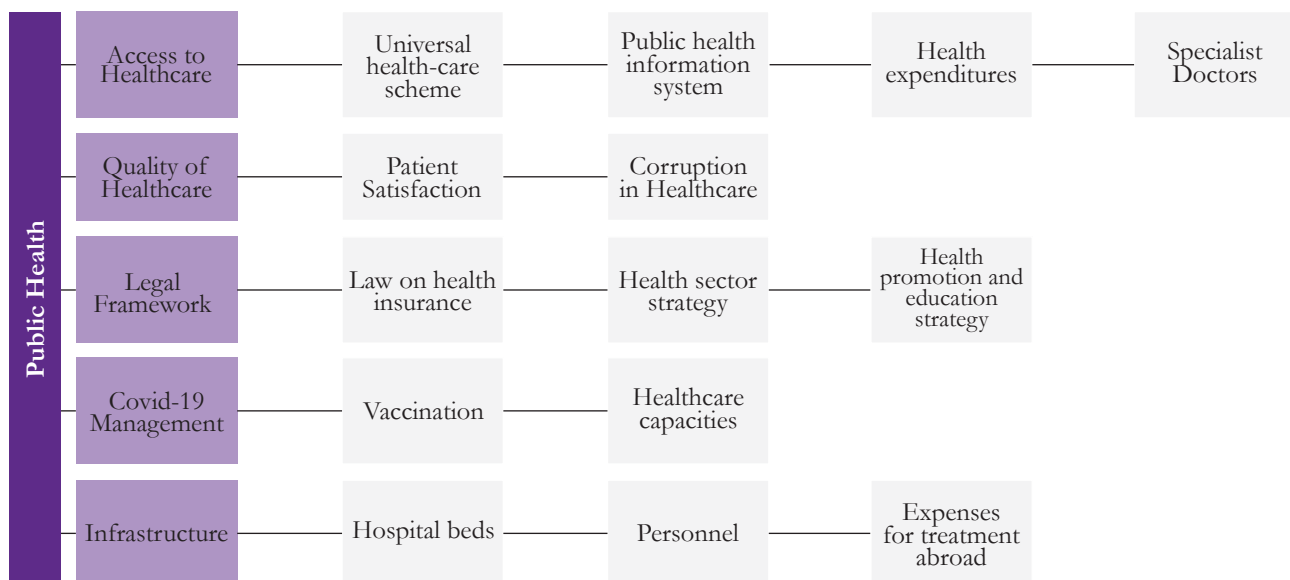 Public Health
Access to
Healthcare
Universal
health-care
scheme
Public health
information
system
Health
expenditures
Specialist
Doctors
Quality of
Healthcare
Patient
Satisfaction
Corruption
in Healthcare
Legal
Framework
Law on health
insurance
Health sector
strategy
Health
promotion and
education
strategy
Covid-19
Management
Vaccination
Healthcare
capacities
Infrastructure
Hospital beds
Personnel
Expenses
for treatment
abroad